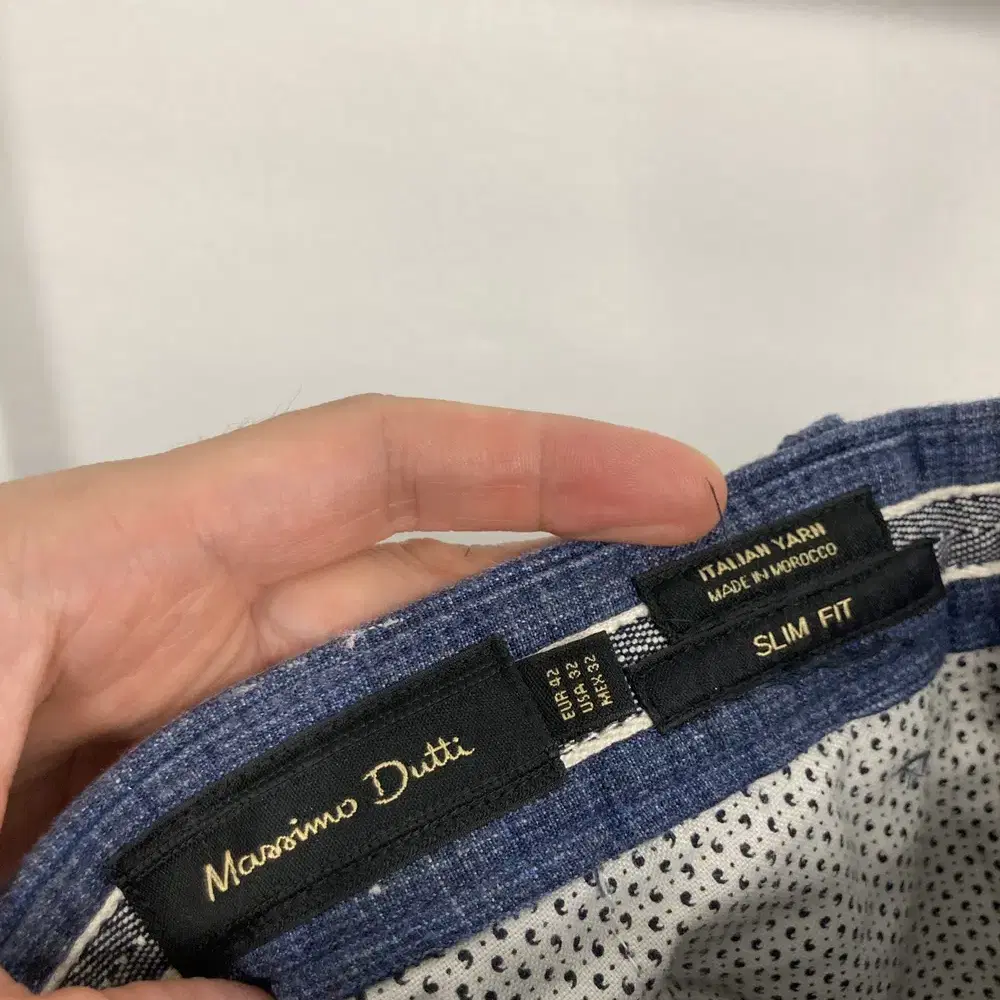 ITALIAN YARN
MADE IN MOROCCO
SLIM FIT
EUR 42
USA 32
MEX 32
Massimo Dutti